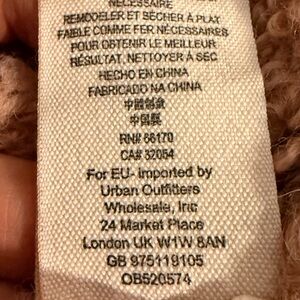 NÉCESSAIRE
REMODELER ET SÉCHER À PLAT
FAIBLE COMME FER NÉCESSAIRES
POUR OBTENIR LE MEILLEUR
RÉSULTAT, NETTOYER À SEC
HECHO EN CHINA
FABRICADO NA CHINA
中國製造
中国製
RN# 66170
CA# 32054
For EU- imported by
Urban Outfitters
Wholesale, Inc
24 Market Place
London UK W1W 8AN
GB 975119105
OB520574